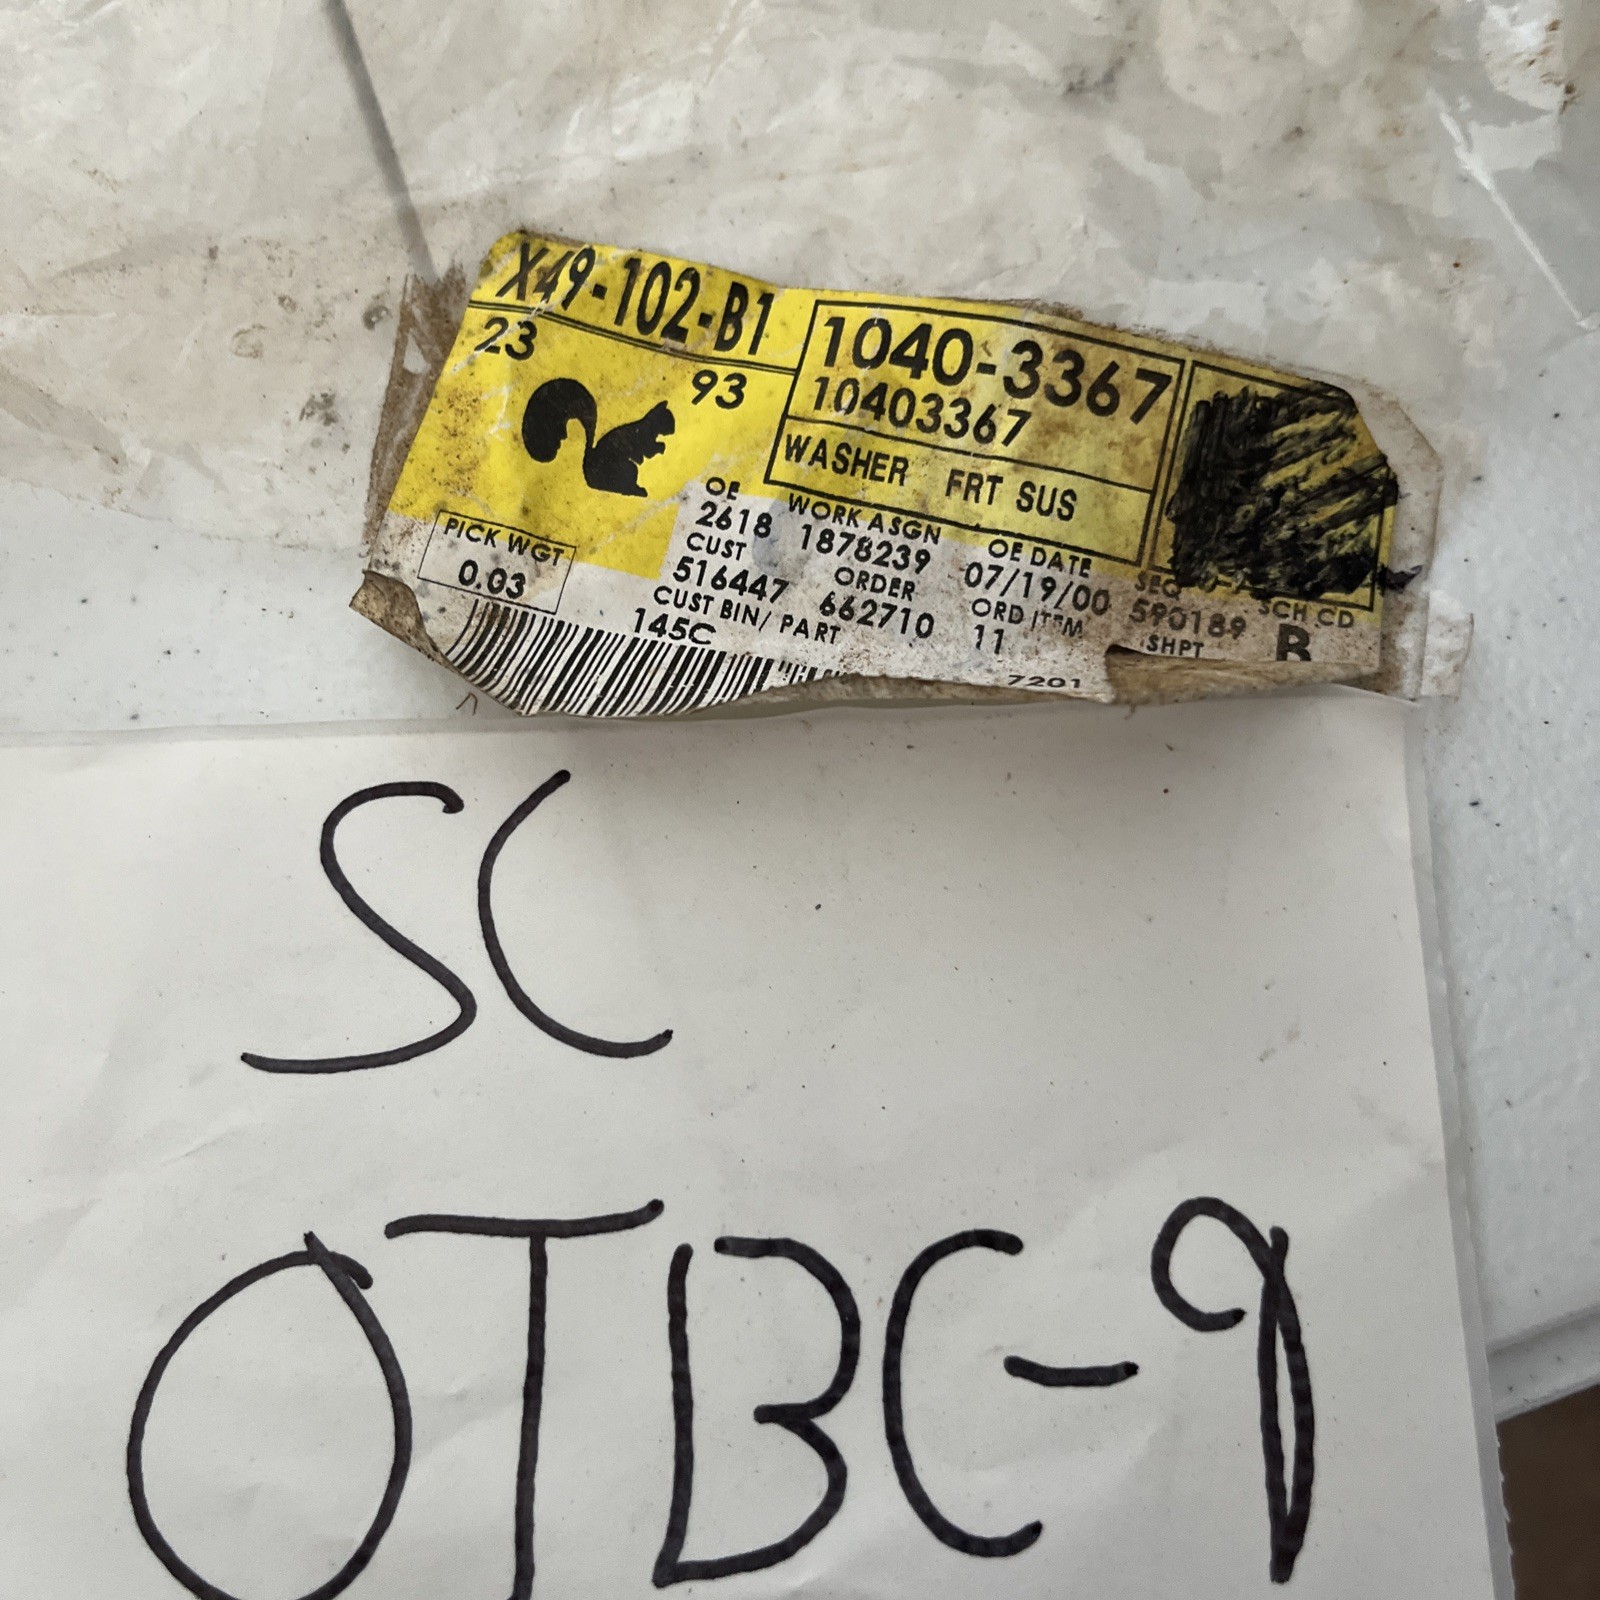 X49-102-B1
23
93
1040-3367
10403367
WASHER FRT SUS
PICK WGT
0.03
OE WORK ASGN OE DATE
2618 1878239 07/19/00
CUST ORDER ORD ITEM SEQ SCH CD
516447 662710 11 590189 B
CUST BIN/ PART SHPT
145C
7201
SC
OTBC-9